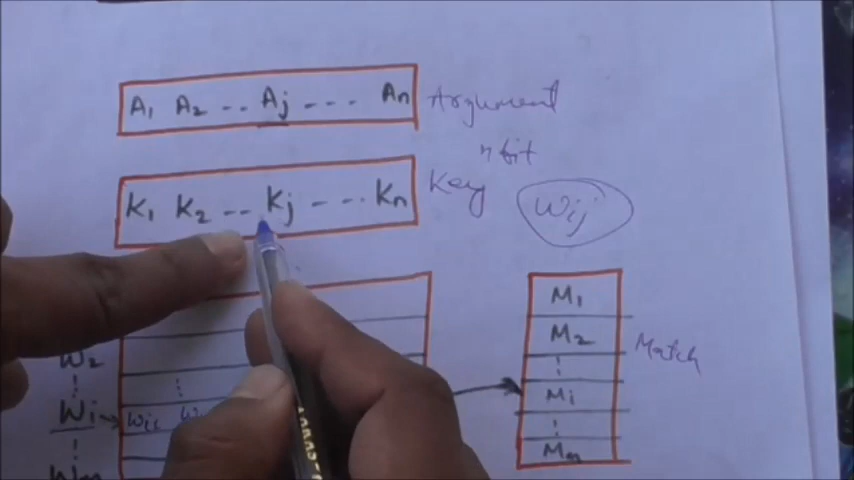 A1 A2 .. Aj ... An Argument
n bit
K1 K2 -- Kj --- Kn Key
Wij
M1
W2 M2 Match
Wi Wi1 Mi
Wm Mm